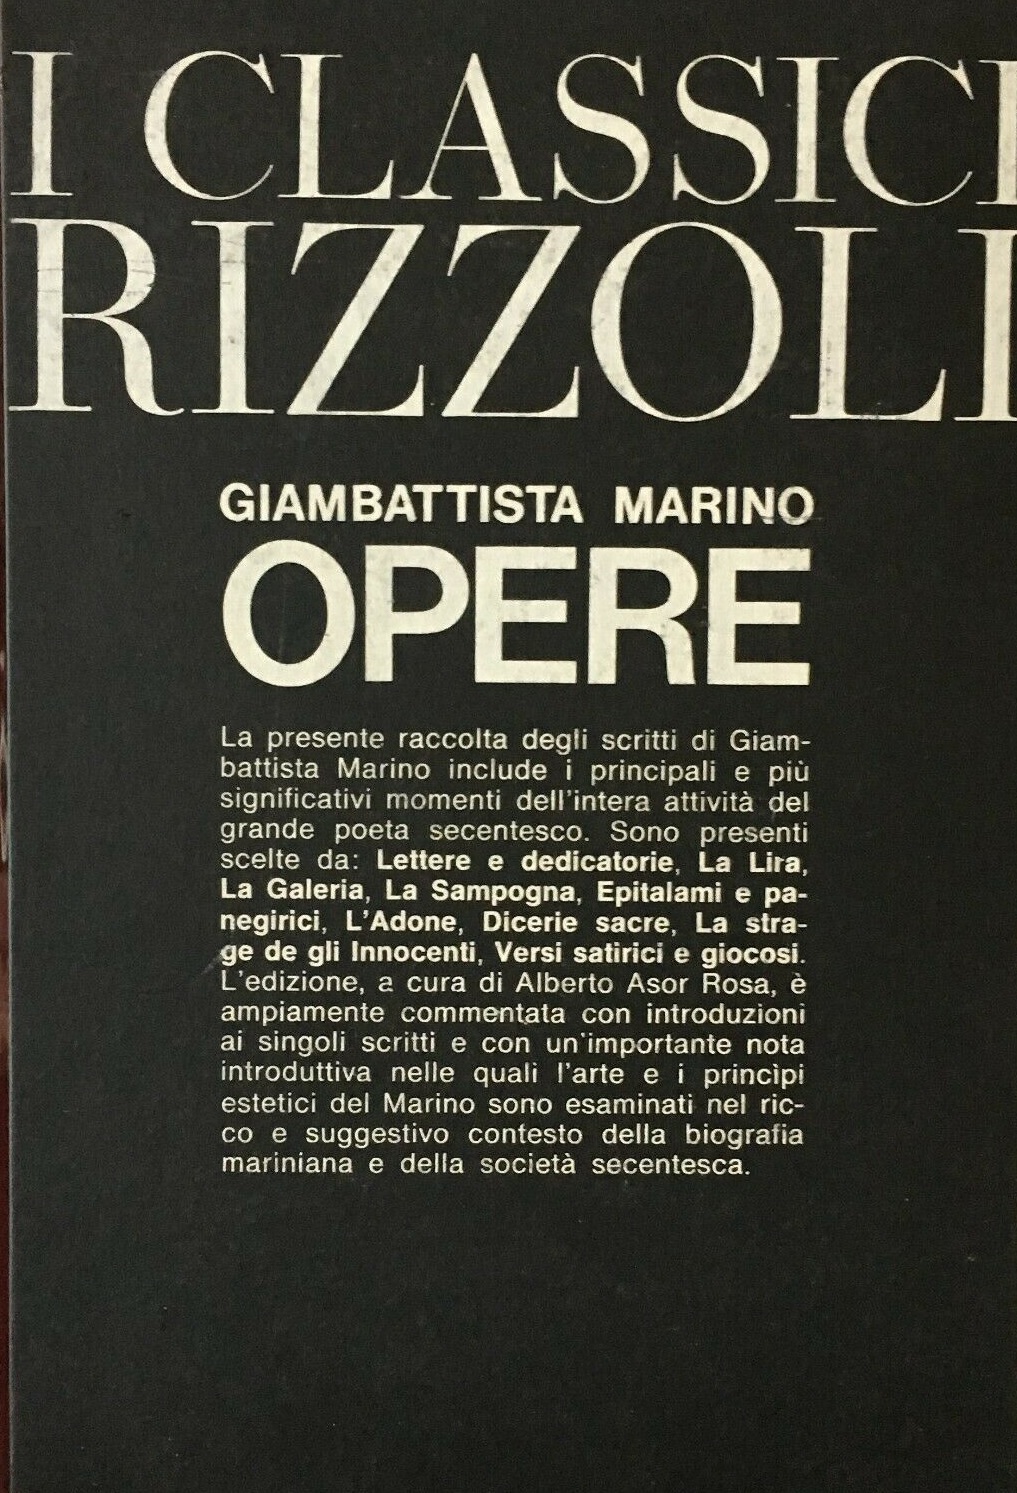 I CLASSICI
RIZZOLI
GIAMBATTISTA MARINO
OPERE
La presente raccolta degli scritti di Giam-
battista Marino include i principali e più
significativi momenti dell'intera attività del
grande poeta secentesco. Sono presenti
scelte da: Lettere e dedicatorie, La Lira,
La Galeria, La Sampogna, Epitalami e pa-
negirici, L'Adone, Dicerie sacre, La stra-
ge de gli Innocenti, Versi satirici e giocosi.
L'edizione, a cura di Alberto Asor Rosa, è
ampiamente commentata con introduzioni
ai singoli scritti e con un'importante nota
introduttiva nelle quali l'arte e i princìpi
estetici del Marino sono esaminati nel ric-
co e suggestivo contesto della biografia
mariniana e della società secentesca.